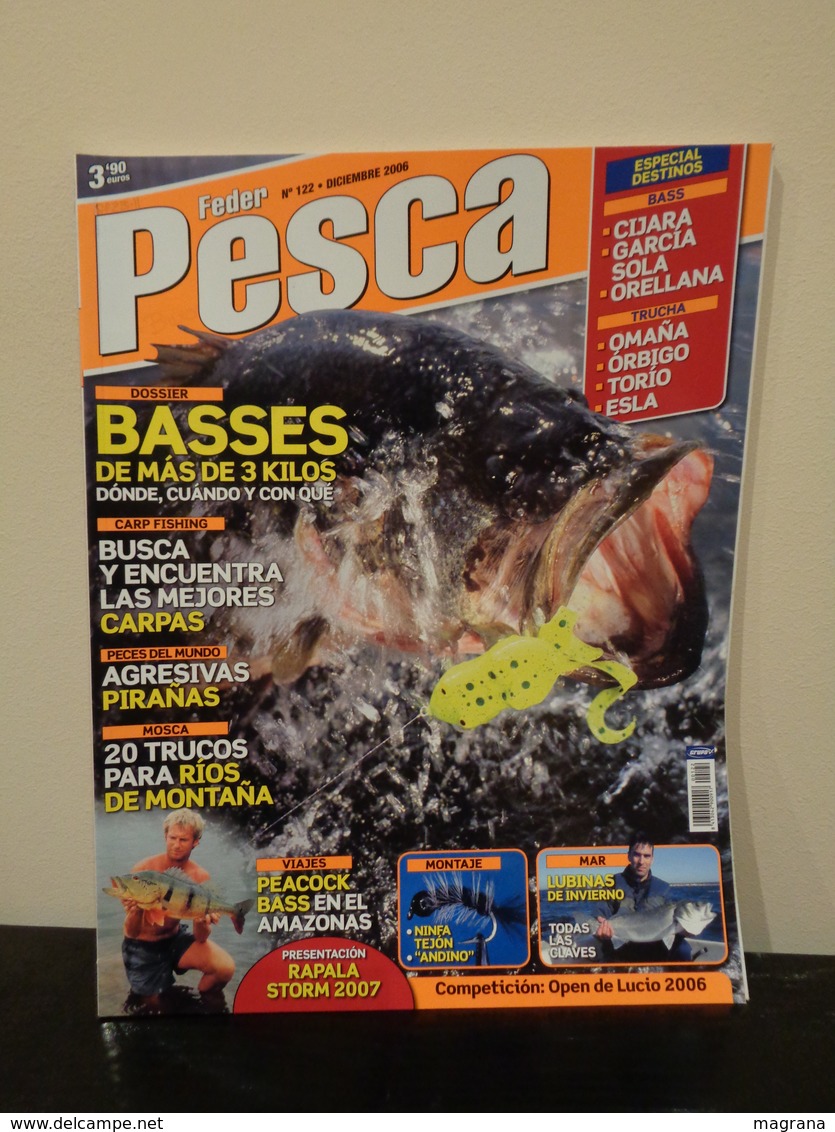 3'90
euros
Feder
Nº 122 • DICIEMBRE 2006
Pesca
ESPECIAL
DESTINOS
BASS
CIJARA
GARCÍA
SOLA
ORELLANA
TRUCHA
OMAÑA
ÓRBIGO
TORÍO
ESLA
DOSSIER
BASSES
DE MÁS DE 3 KILOS
DÓNDE, CUÁNDO Y CON QUÉ
CARP FISHING
BUSCA
Y ENCUENTRA
LAS MEJORES
CARPAS
PECES DEL MUNDO
AGRESIVAS
PIRAÑAS
MOSCA
20 TRUCOS
PARA RÍOS
DE MONTAÑA
VIAJES
PEACOCK
BASS EN EL
AMAZONAS
PRESENTACIÓN
RAPALA
STORM 2007
MONTAJE
• NINFA
TEJÓN
• "ANDINO"
MAR
LUBINAS
DE INVIERNO
TODAS
LAS
CLAVES
Competición: Open de Lucio 2006
delcampe.net
magrana